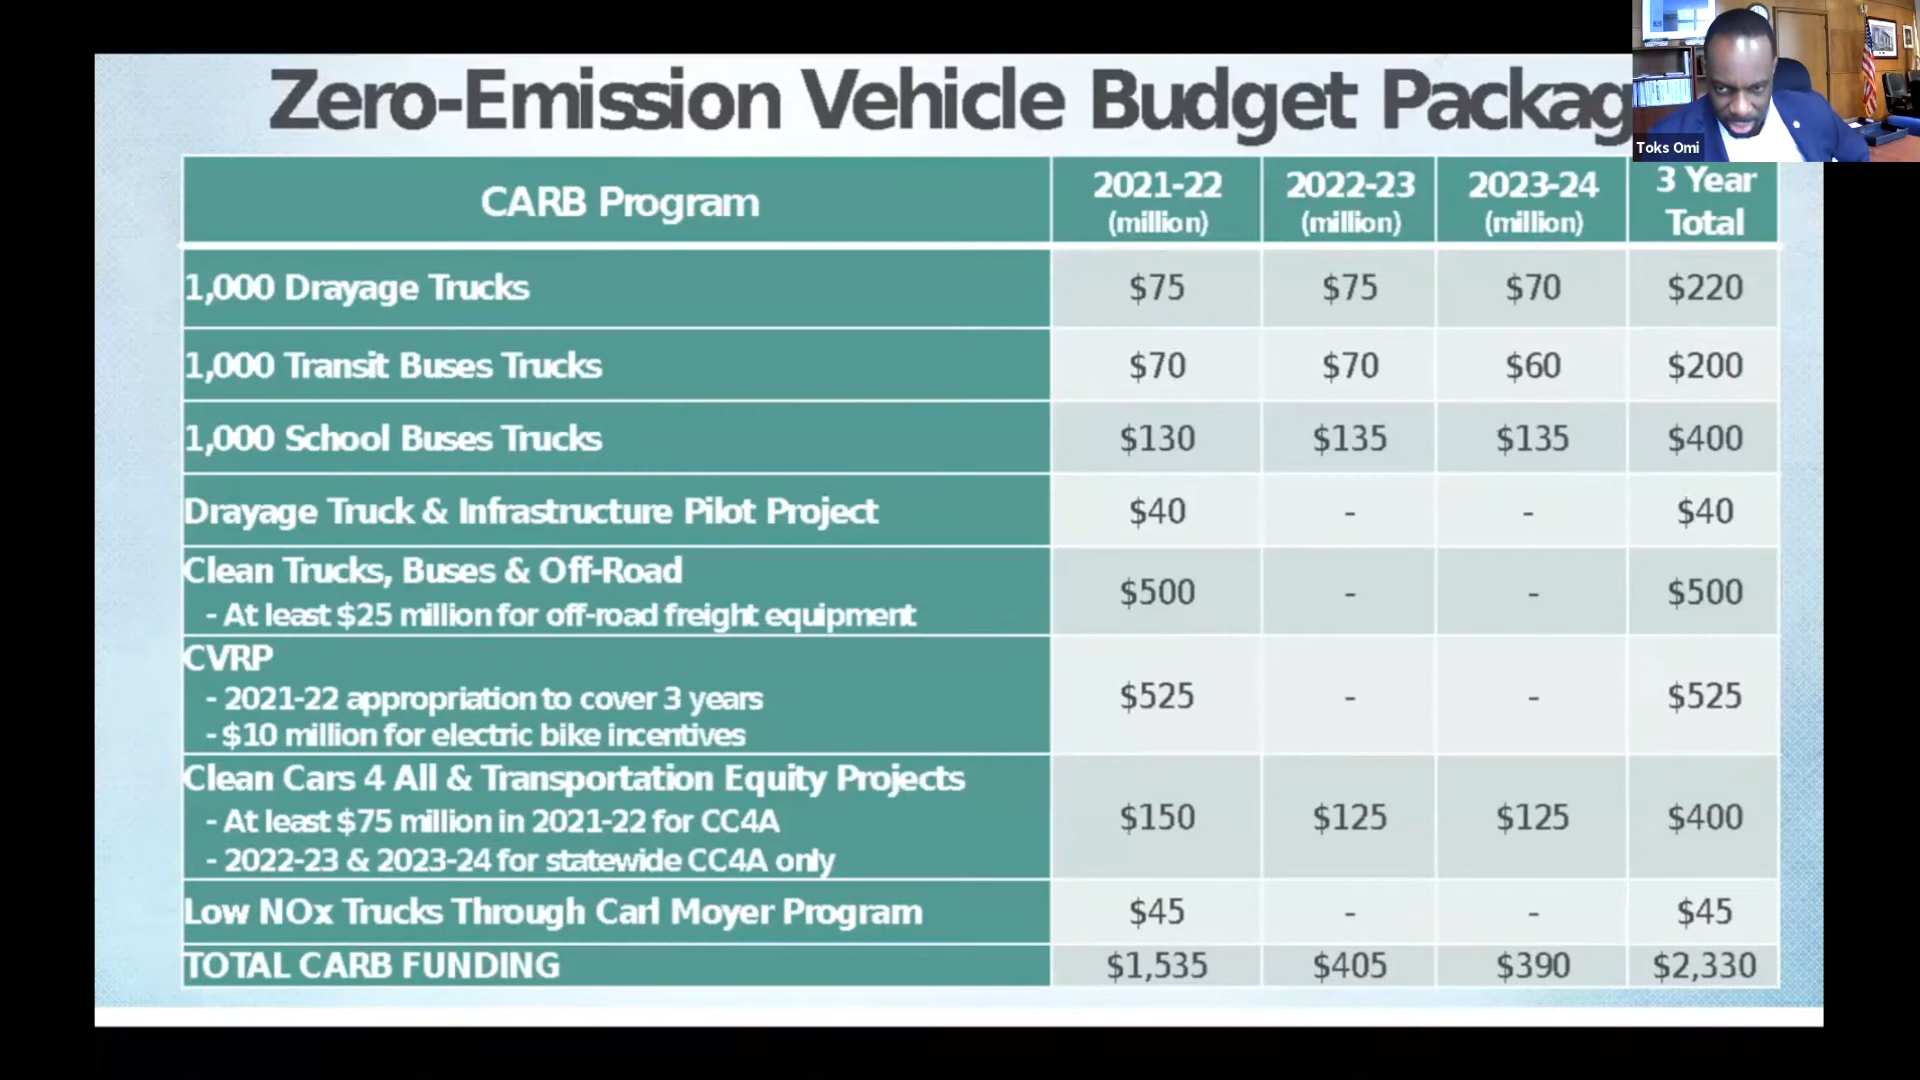 Zero-Emission Vehicle Budget Packag
Toks Omi
CARB Program 2021-22 (million) 2022-23 (million) 2023-24 (million) 3 Year Total
1,000 Drayage Trucks $75 $75 $70 $220
1,000 Transit Buses Trucks $70 $70 $60 $200
1,000 School Buses Trucks $130 $135 $135 $400
Drayage Truck & Infrastructure Pilot Project $40 - - $40
Clean Trucks, Buses & Off-Road
- At least $25 million for off-road freight equipment
$500 - - $500
CVRP
- 2021-22 appropriation to cover 3 years
- $10 million for electric bike incentives
$525 - - $525
Clean Cars 4 All & Transportation Equity Projects
- At least $75 million in 2021-22 for CC4A
- 2022-23 & 2023-24 for statewide CC4A only
$150 $125 $125 $400
Low NOx Trucks Through Carl Moyer Program $45 - - $45
TOTAL CARB FUNDING $1,535 $405 $390 $2,330